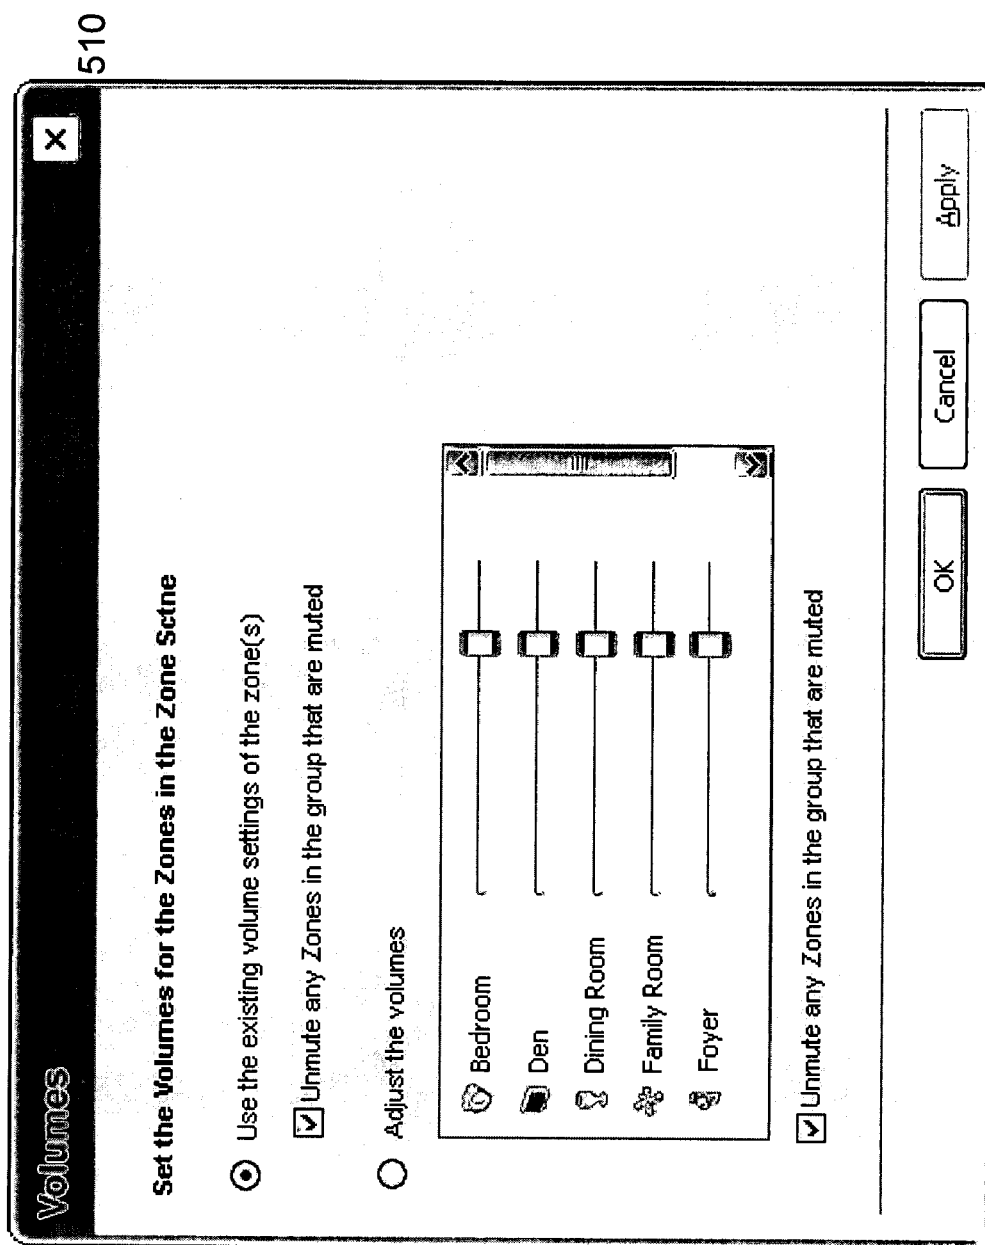 510
Volumes
Set the Volumes for the Zones in the Zone Sctne
Use the existing volume settings of the zone(s)
Unmute any Zones in the group that are muted
Adjust the volumes
Bedroom
Den
Dining Room
Family Room
Foyer
Unmute any Zones in the group that are muted
OK Cancel Apply